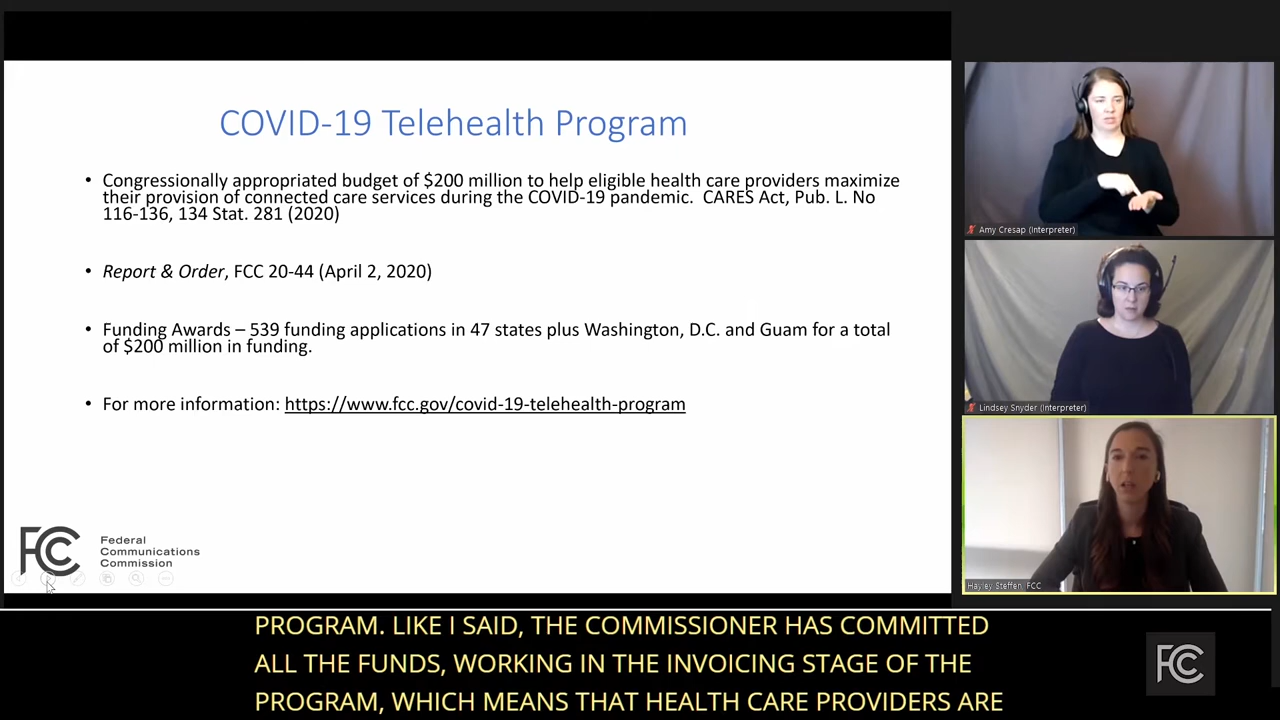 COVID-19 Telehealth Program
• Congressionally appropriated budget of $200 million to help eligible health care providers maximize
their provision of connected care services during the COVID-19 pandemic. CARES Act, Pub. L. No
116-136, 134 Stat. 281 (2020)
• Report & Order, FCC 20-44 (April 2, 2020)
• Funding Awards – 539 funding applications in 47 states plus Washington, D.C. and Guam for a total
of $200 million in funding.
• For more information: https://www.fcc.gov/covid-19-telehealth-program
FCC
Federal
Communications
Commission
Amy Cresap (Interpreter)
Lindsey Snyder (Interpreter)
Hayley Steffen, FCC
PROGRAM. LIKE I SAID, THE COMMISSIONER HAS COMMITTED
ALL THE FUNDS, WORKING IN THE INVOICING STAGE OF THE
PROGRAM, WHICH MEANS THAT HEALTH CARE PROVIDERS ARE
FCC